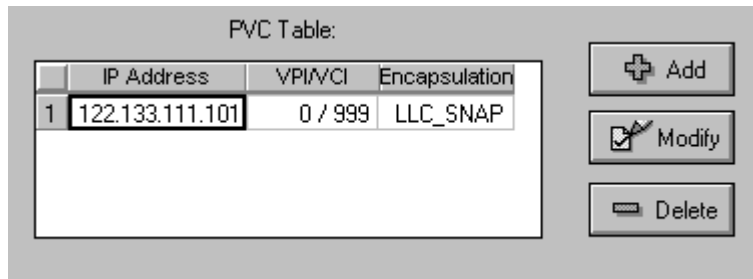 PVC Table:
IP Address VPI/VCI Encapsulation
1 122.133.111.101 0 / 999 LLC_SNAP
Add
Modify
Delete